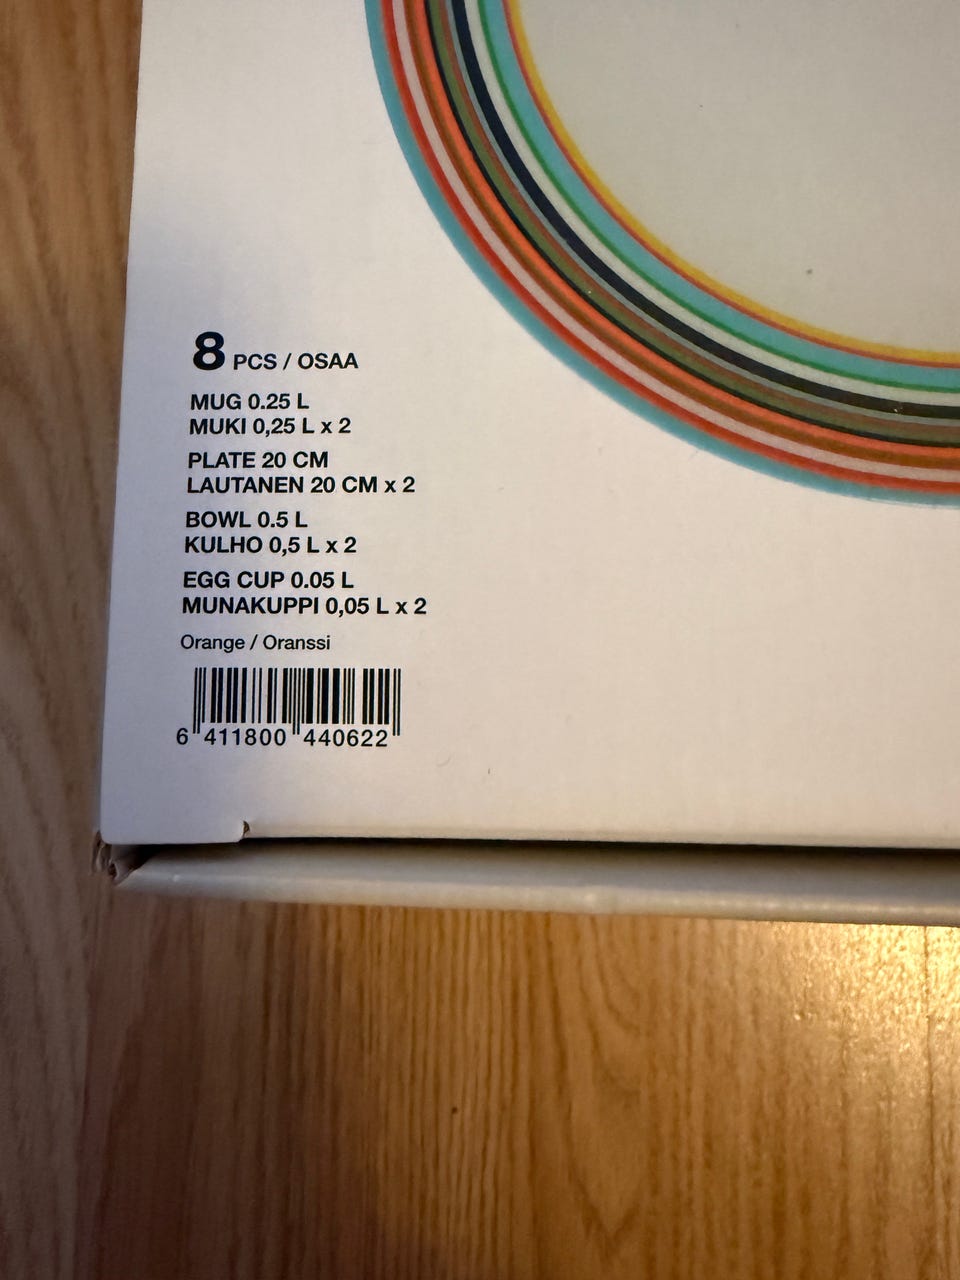 8 PCS / OSAA
MUG 0.25 L
MUKI 0,25 L x 2
PLATE 20 CM
LAUTANEN 20 CM x 2
BOWL 0.5 L
KULHO 0,5 L x 2
EGG CUP 0.05 L
MUNAKUPPI 0,05 L x 2
Orange / Oranssi
6 411800 440622